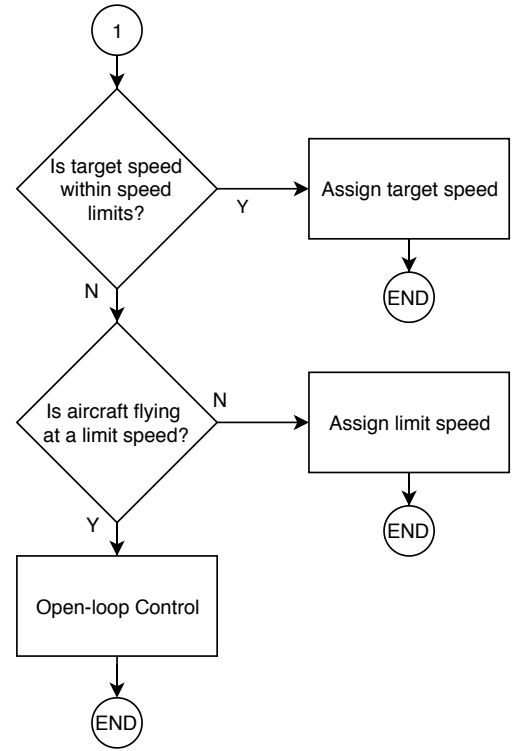 1
Is target speed
within speed
limits?
Y
Assign target speed
END
N
Is aircraft flying
at a limit speed?
N
Assign limit speed
END
Y
Open-loop Control
END